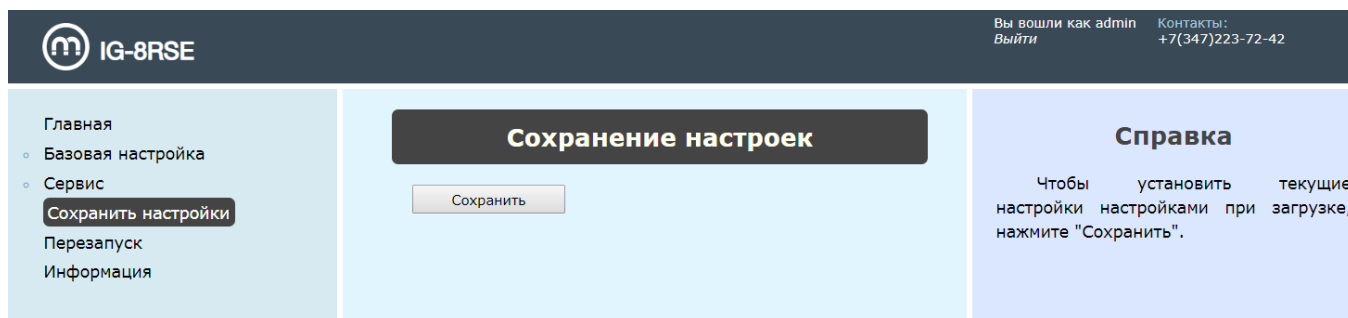 m IG-8RSE
Вы вошли как admin
Выйти
Контакты:
+7(347)223-72-42
Главная
Базовая настройка
Сервис
Сохранить настройки
Перезапуск
Информация
Сохранение настроек
Сохранить
Справка
Чтобы установить текущие
настройки настройками при загрузке,
нажмите "Сохранить".